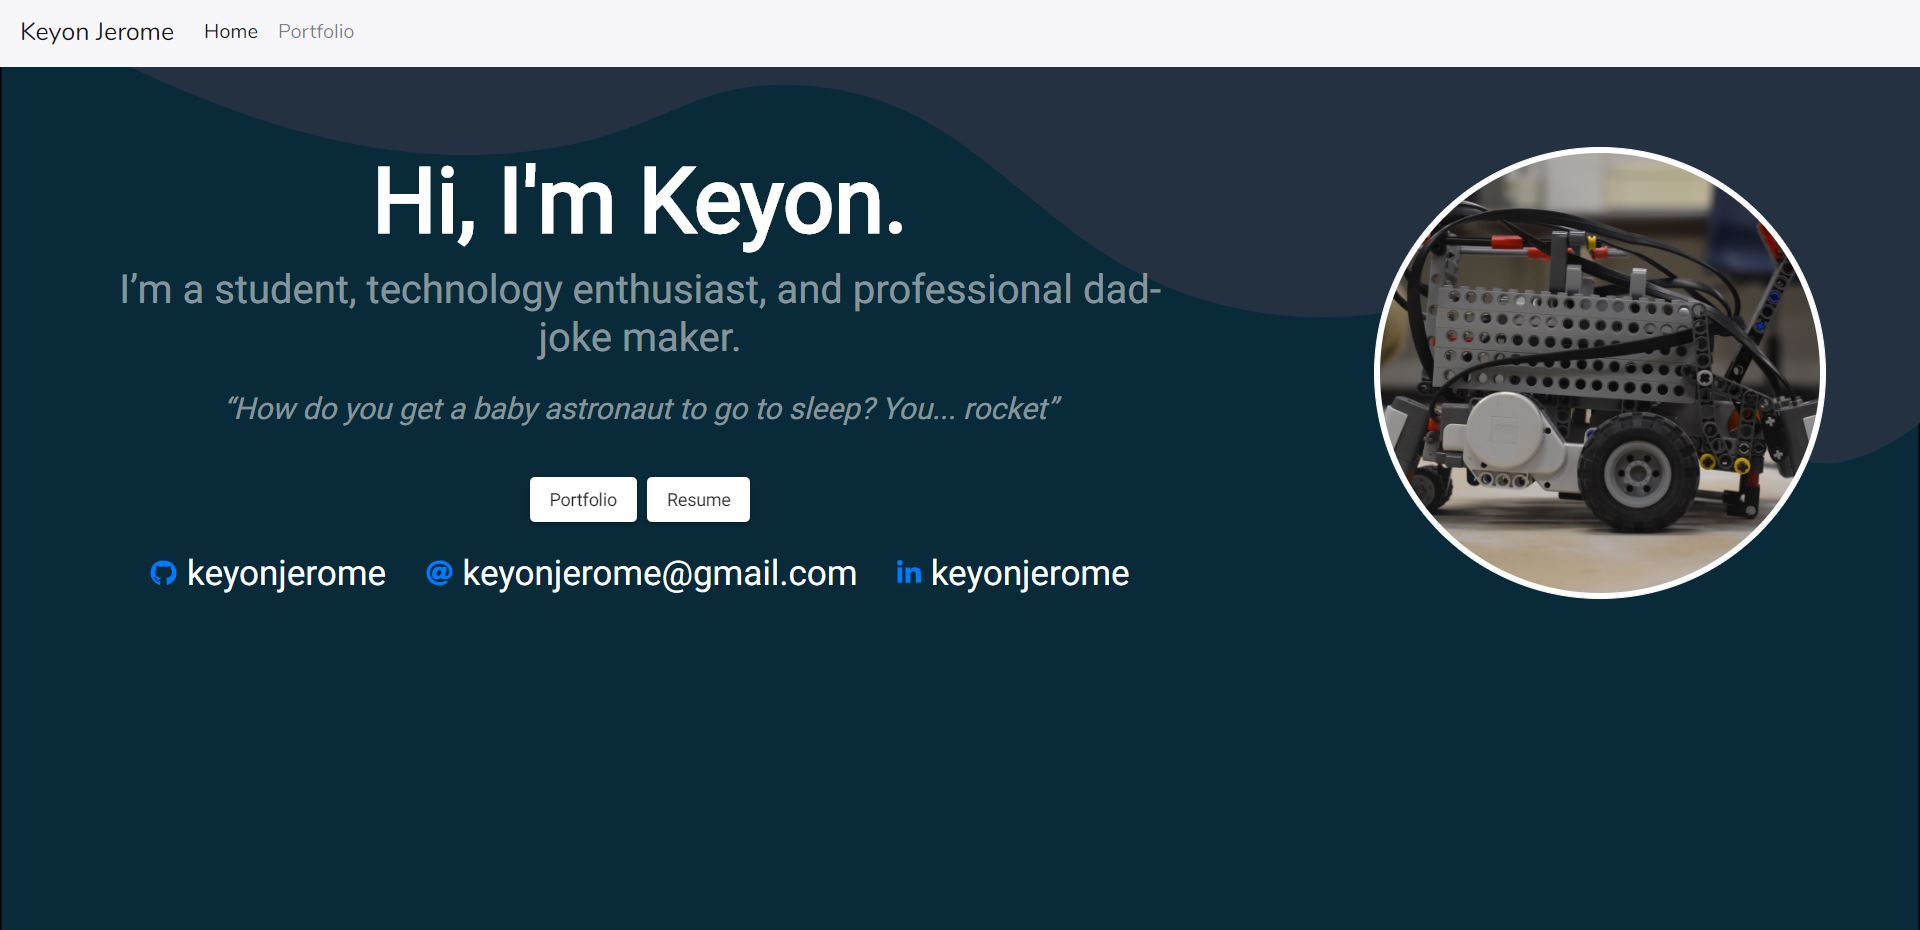 Keyon Jerome Home Portfolio
Hi, I'm Keyon.
I’m a student, technology enthusiast, and professional dad-
joke maker.
“How do you get a baby astronaut to go to sleep? You... rocket”
Portfolio Resume
keyonjerome @ keyonjerome@gmail.com in keyonjerome